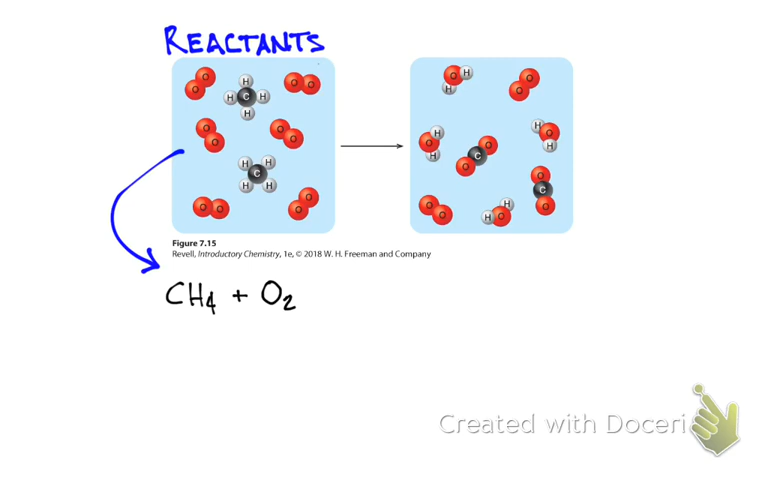 REACTANTS
O O H H C H H O O
O O O O
H H C H H
O O O O
O H H O O
O H H H O H
O C O O C O
O O H H O
Figure 7.15
Revell, Introductory Chemistry, 1e, © 2018 W. H. Freeman and Company
CH4 + O2
Created with Doceri